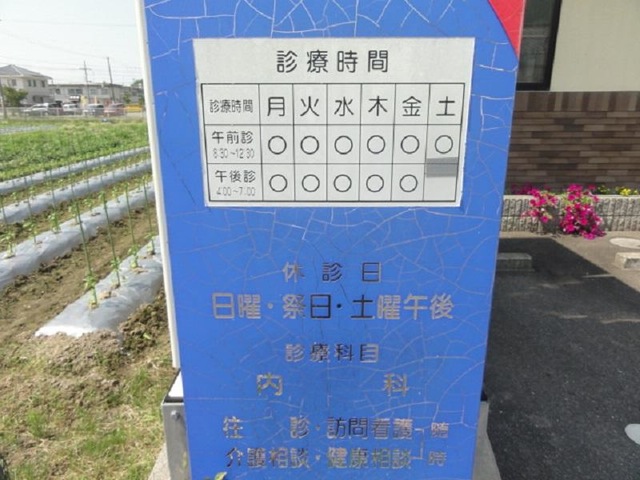 診療時間
診療時間 月 火 水 木 金 土
午前診 ○ ○ ○ ○ ○ ○
8:30~12:30
午後診 ○ ○ ○ ○ ○
4:00~7:00
休診日
日曜・祭日・土曜午後
診療科目
内科
往診・訪問看護 随
介護相談・健康相談 時